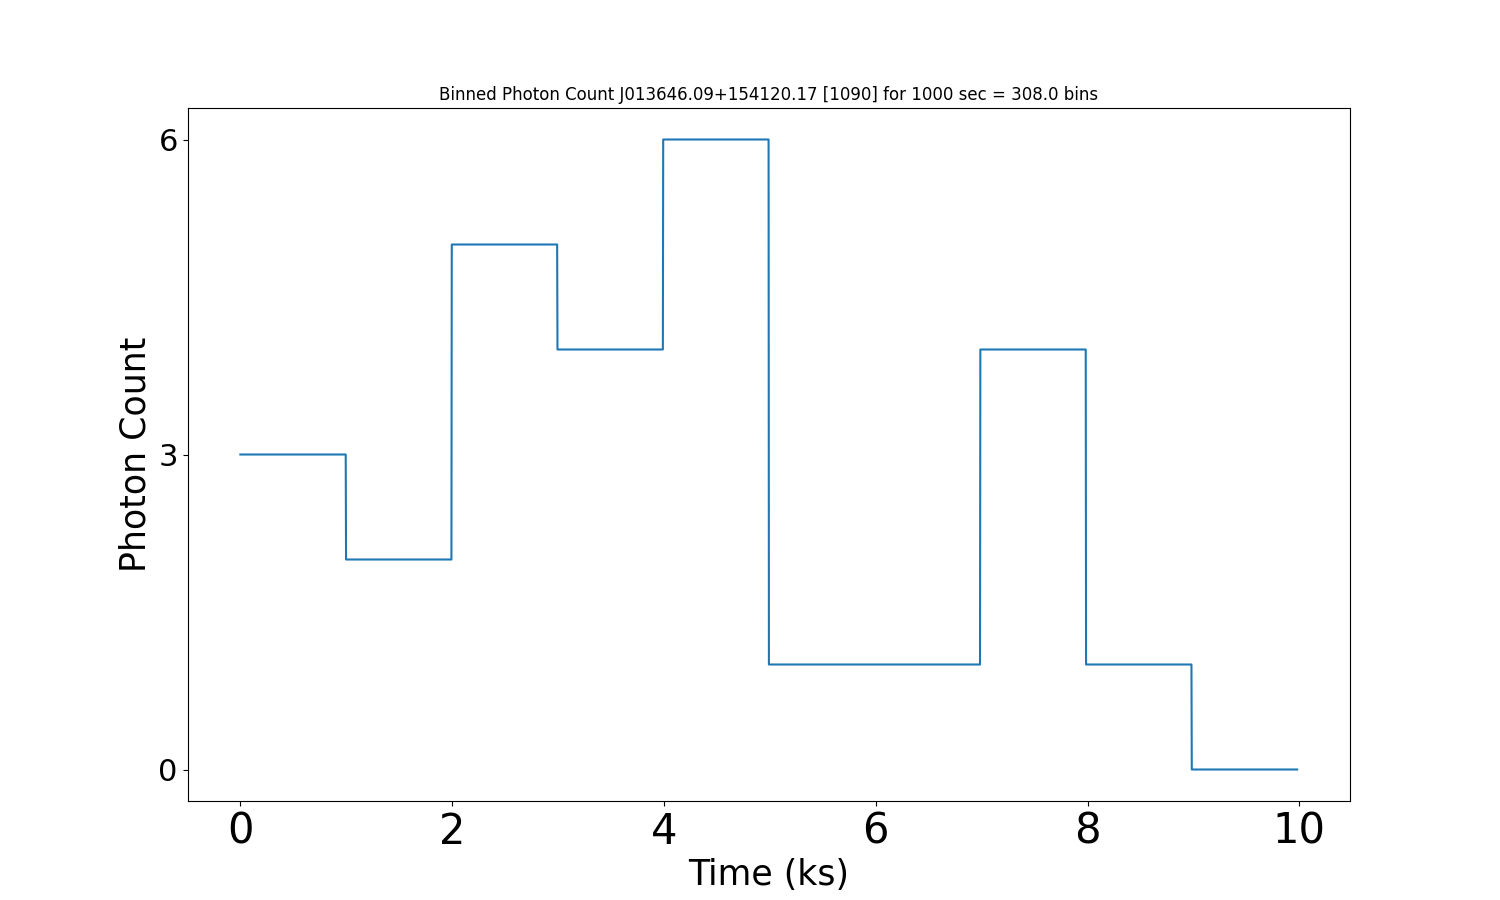 Binned Photon Count J013646.09+154120.17 [1090] for 1000 sec = 308.0 bins
6
3
0
Photon Count
0 2 4 6 8 10
Time (ks)